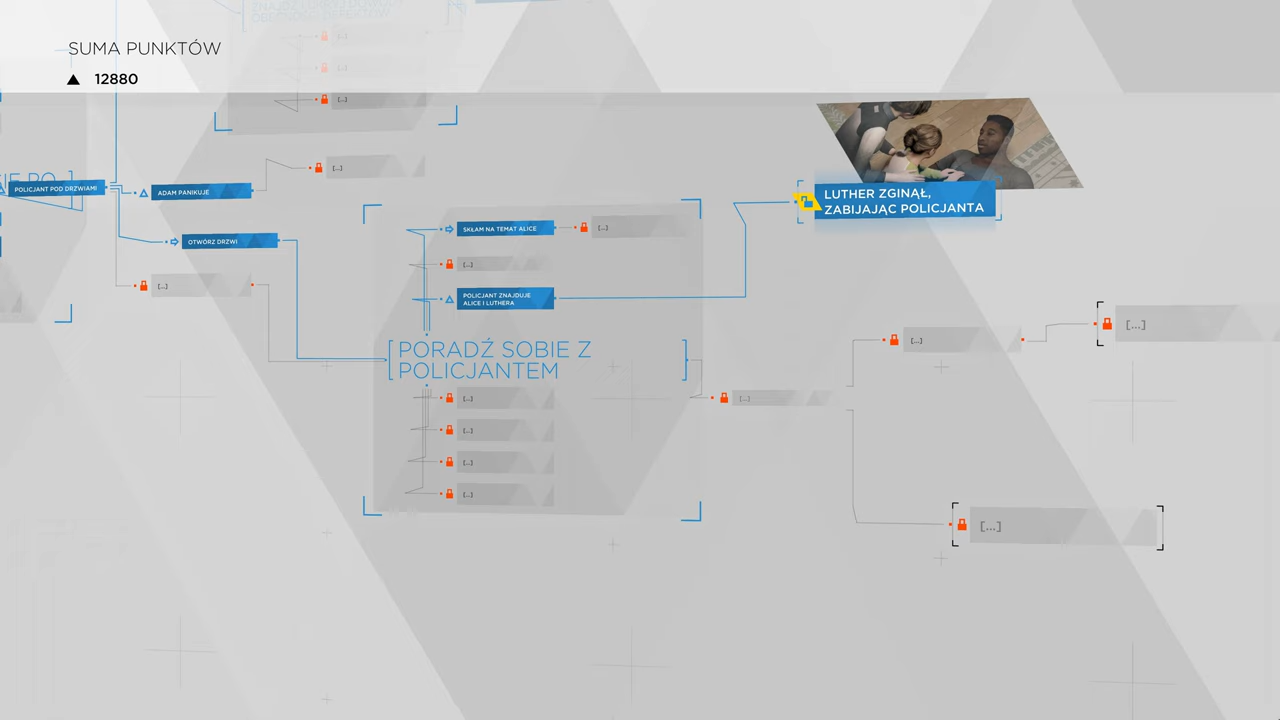 SUMA PUNKTÓW
12880
[...]
[...]
POLICJANT POD DRZWIAMI
ADAM PANIKUJE
OTWÓRZ DRZWI
[...]
SKŁAM NA TEMAT ALICE
[...]
[...]
POLICJANT ZNAJDUJE
ALICE I LUTHERA
LUTHER ZGINĄŁ,
ZABIJAJĄC POLICJANTA
PORADŹ SOBIE Z
POLICJANTEM
[...]
[...]
[...]
[...]
[...]
[...]
[...]
[...]